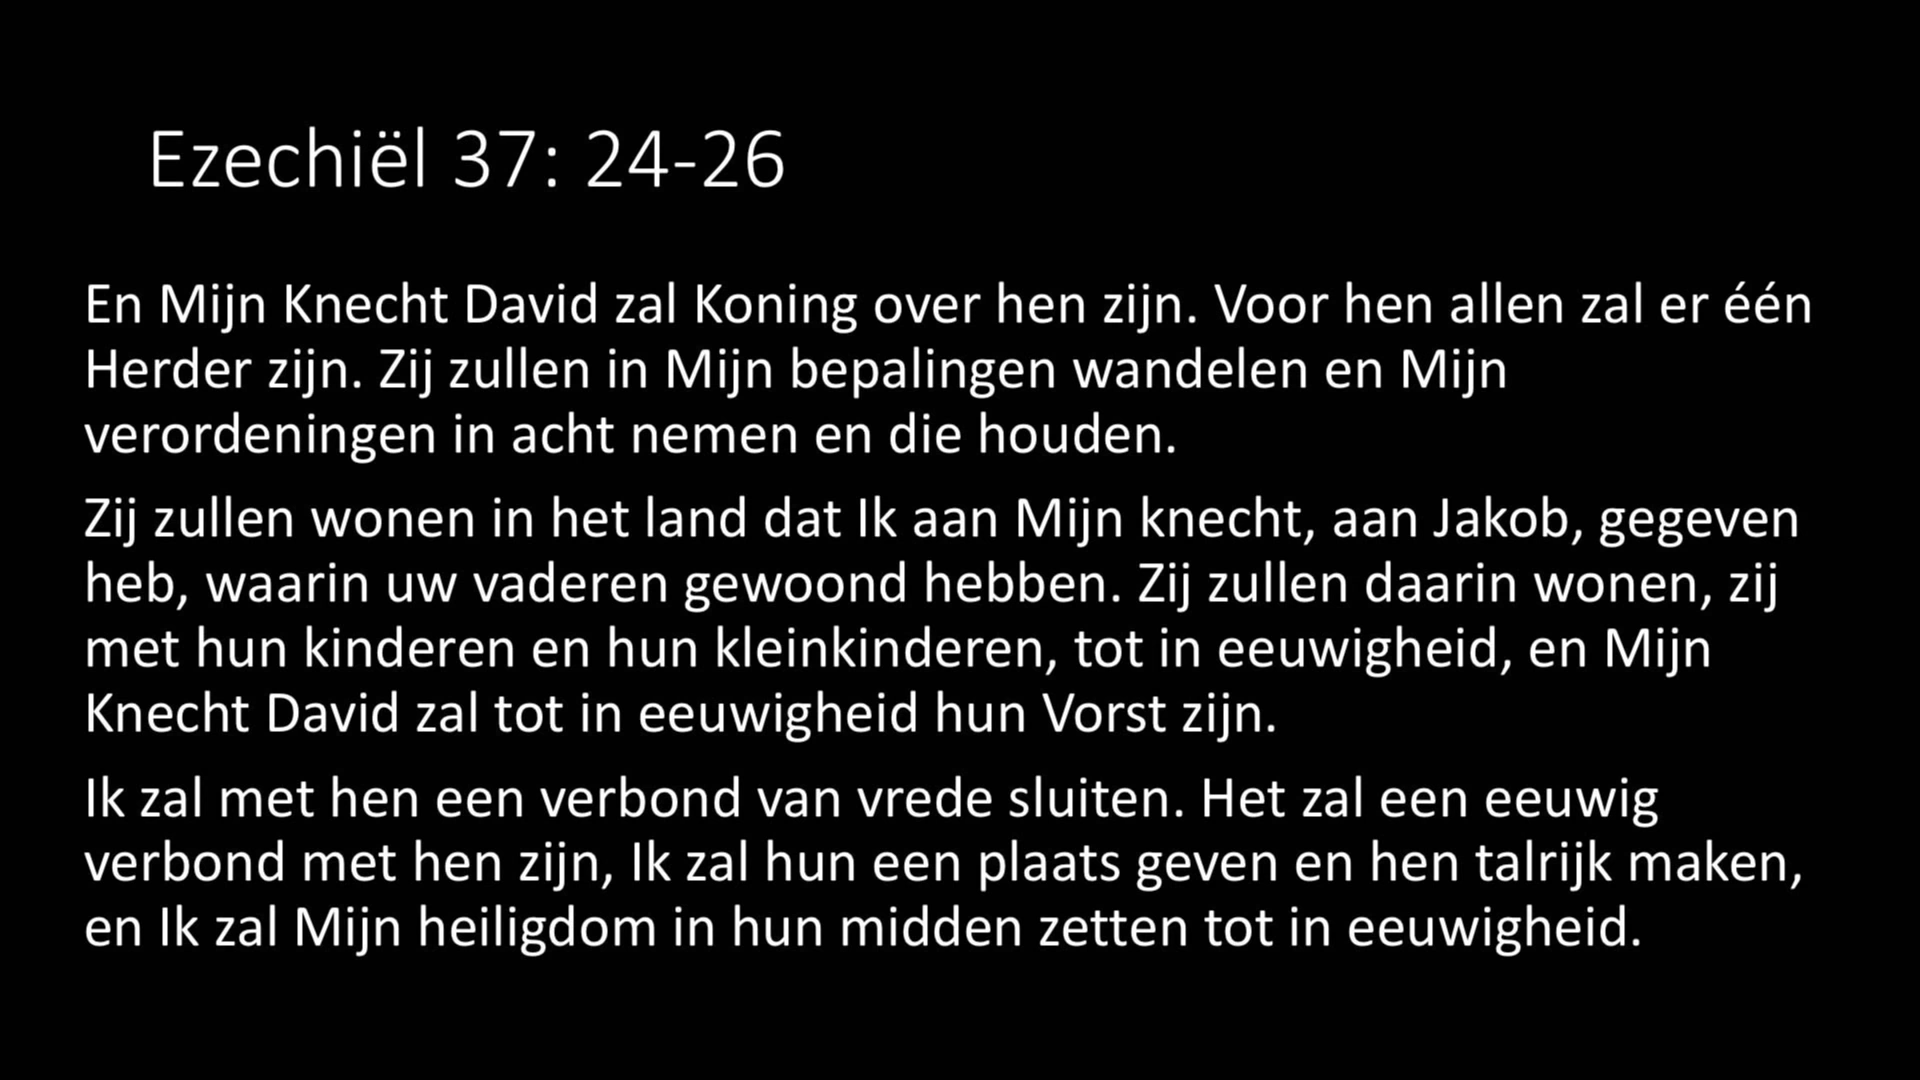 Ezechiël 37: 24-26
En Mijn Knecht David zal Koning over hen zijn. Voor hen allen zal er één
Herder zijn. Zij zullen in Mijn bepalingen wandelen en Mijn
verordeningen in acht nemen en die houden.
Zij zullen wonen in het land dat Ik aan Mijn knecht, aan Jakob, gegeven
heb, waarin uw vaderen gewoond hebben. Zij zullen daarin wonen, zij
met hun kinderen en hun kleinkinderen, tot in eeuwigheid, en Mijn
Knecht David zal tot in eeuwigheid hun Vorst zijn.
Ik zal met hen een verbond van vrede sluiten. Het zal een eeuwig
verbond met hen zijn, Ik zal hun een plaats geven en hen talrijk maken,
en Ik zal Mijn heiligdom in hun midden zetten tot in eeuwigheid.